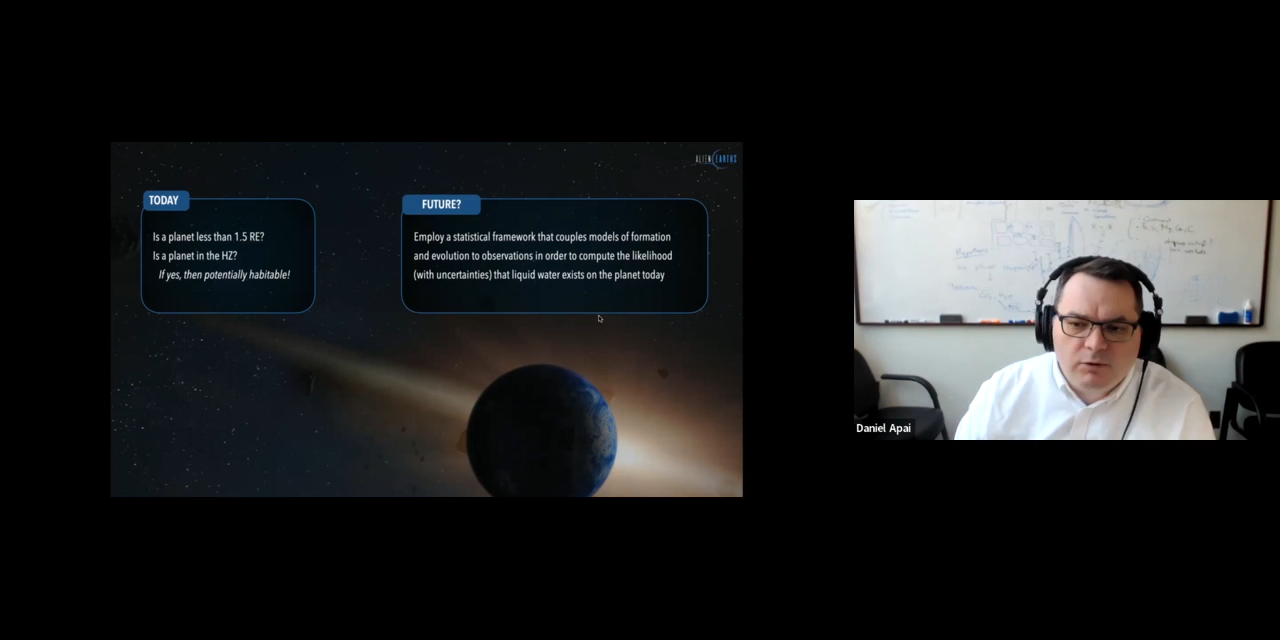 ALIEN EARTHS
TODAY
Is a planet less than 1.5 RE?
Is a planet in the HZ?
If yes, then potentially habitable!
FUTURE?
Employ a statistical framework that couples models of formation
and evolution to observations in order to compute the likelihood
(with uncertainties) that liquid water exists on the planet today
Daniel Apai